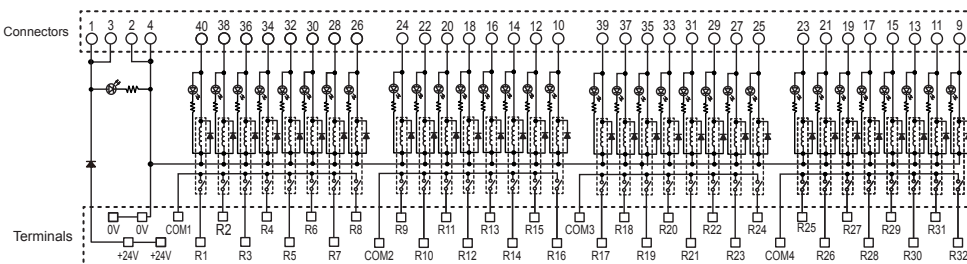 Connectors
1 3 2 4 40 38 36 34 32 30 28 26 24 22 20 18 16 14 12 10 39 37 35 33 31 29 27 25 23 21 19 17 15 13 11 9
Terminals
0V 0V COM1 R2 R4 R6 R8 R9 R11 R13 R15 COM3 R18 R20 R22 R24 R25 R27 R29 R31
+24V +24V R1 R3 R5 R7 COM2 R10 R12 R14 R16 R17 R19 R21 R23 COM4 R26 R28 R30 R32